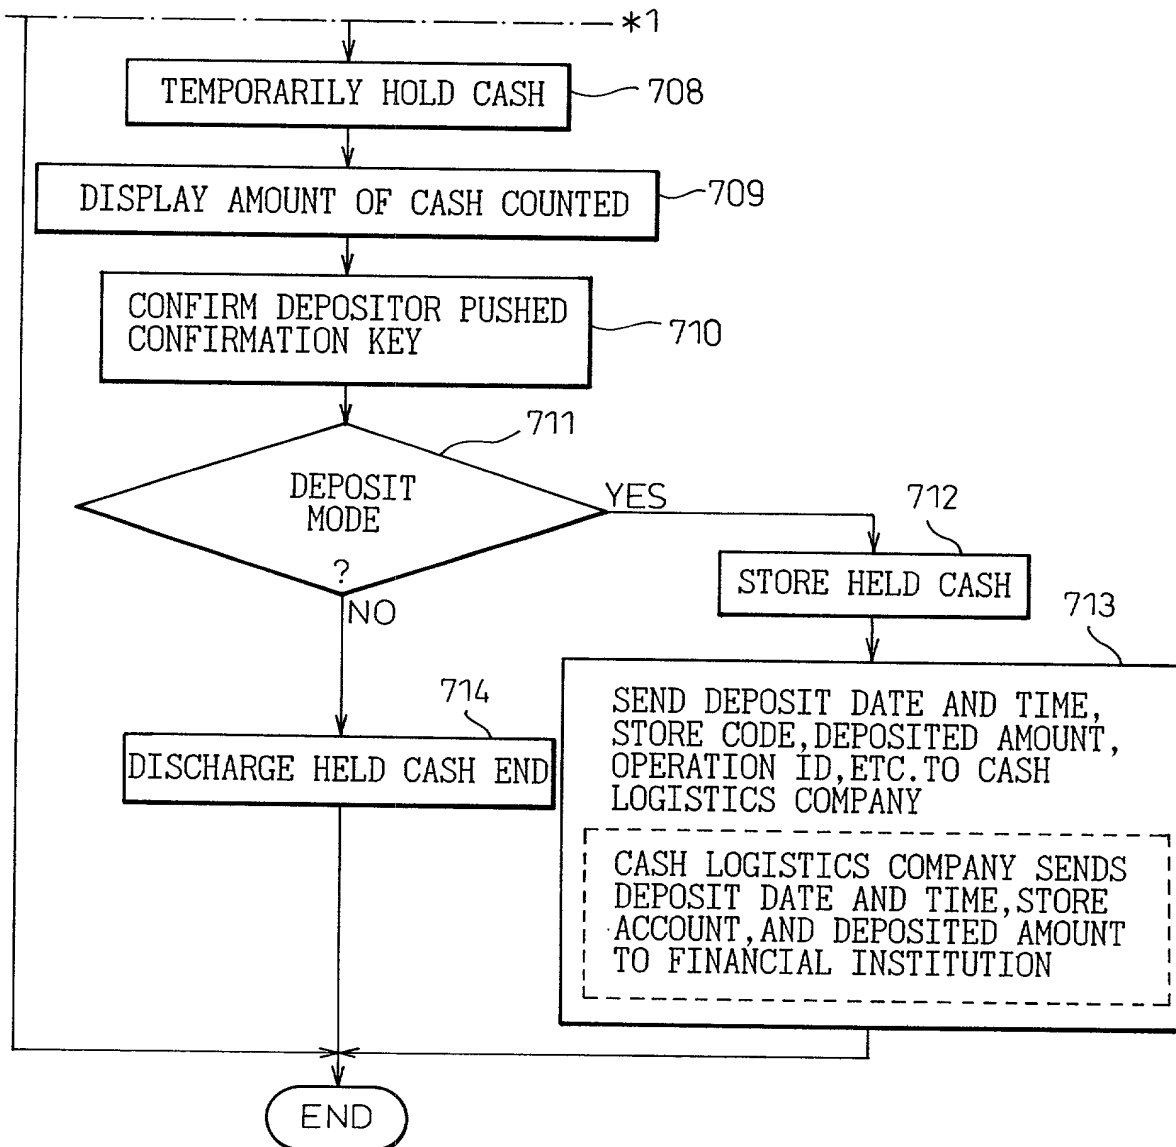 *1
TEMPORARILY HOLD CASH
708
DISPLAY AMOUNT OF CASH COUNTED
709
CONFIRM DEPOSITOR PUSHED
CONFIRMATION KEY
710
711
DEPOSIT
MODE
?
YES
NO
712
STORE HELD CASH
713
SEND DEPOSIT DATE AND TIME,
STORE CODE,DEPOSITED AMOUNT,
OPERATION ID,ETC.TO CASH
LOGISTICS COMPANY
CASH LOGISTICS COMPANY SENDS
DEPOSIT DATE AND TIME,STORE
ACCOUNT,AND DEPOSITED AMOUNT
TO FINANCIAL INSTITUTION
714
DISCHARGE HELD CASH END
END